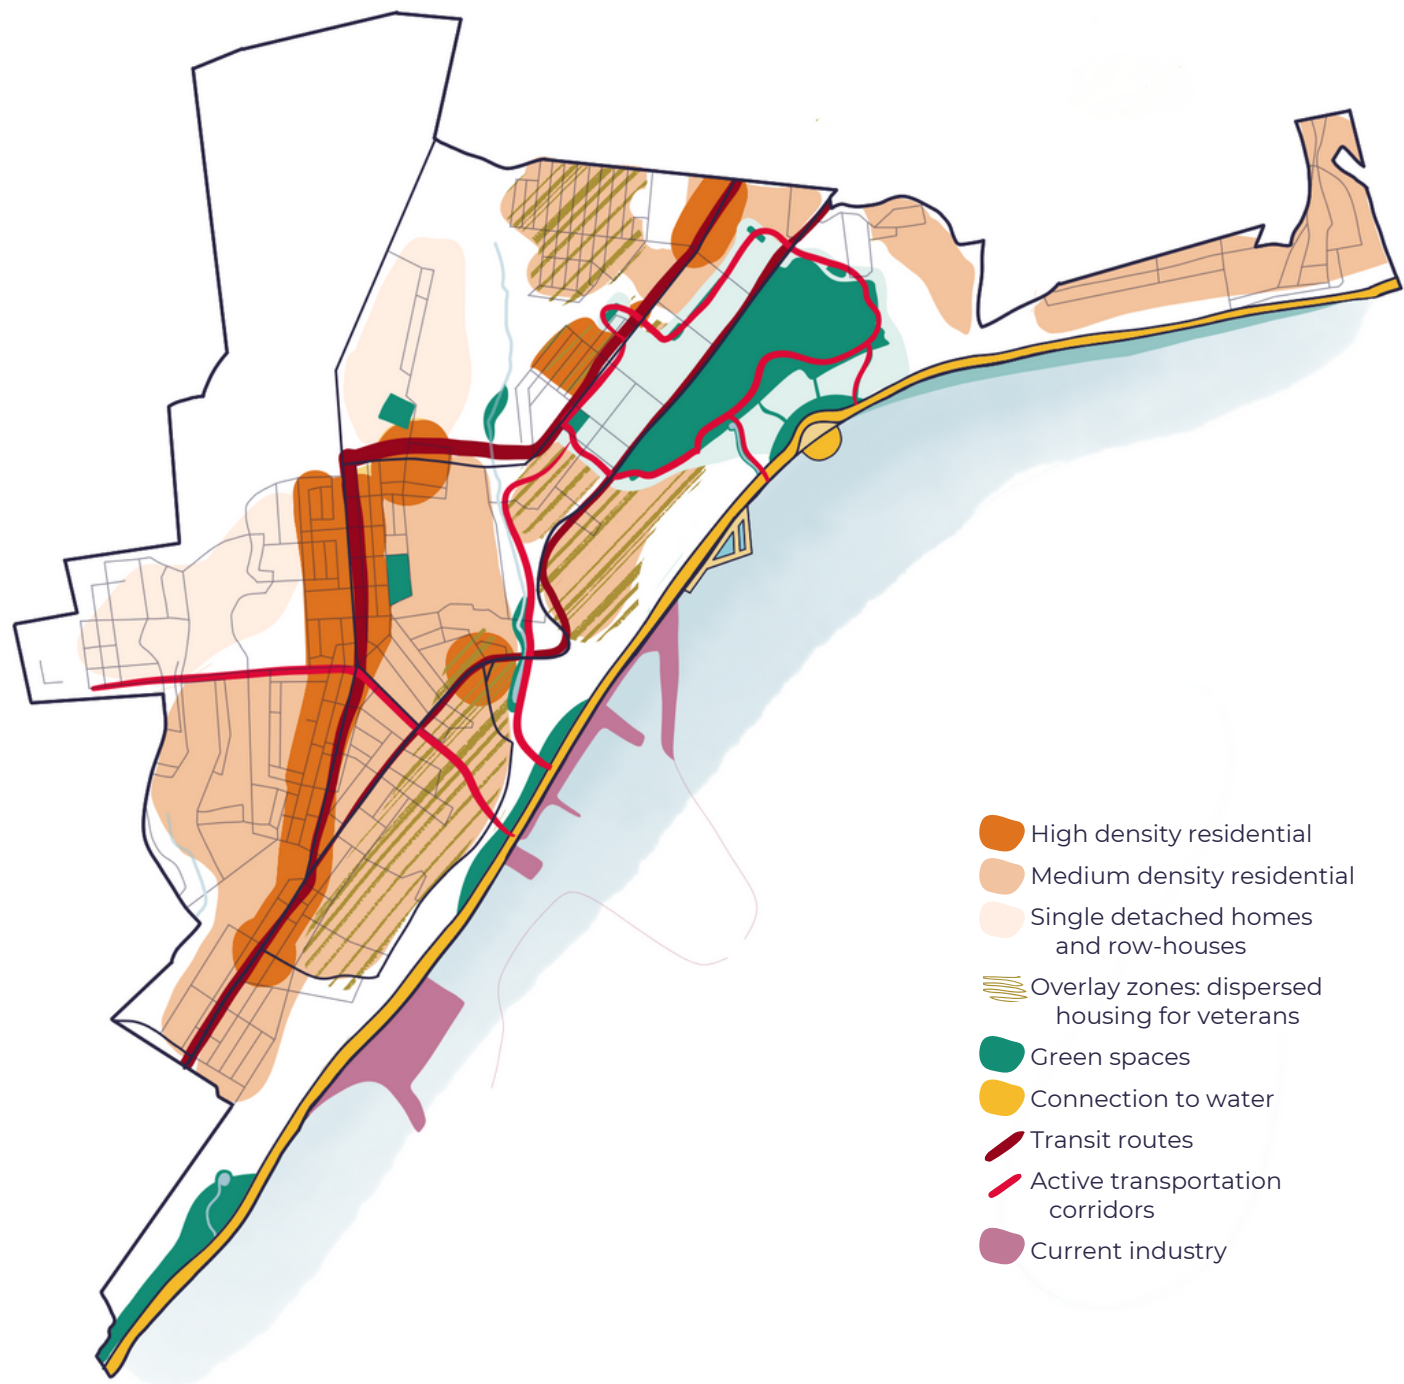 High density residential
Medium density residential
Single detached homes
and row-houses
Overlay zones: dispersed
housing for veterans
Green spaces
Connection to water
Transit routes
Active transportation
corridors
Current industry